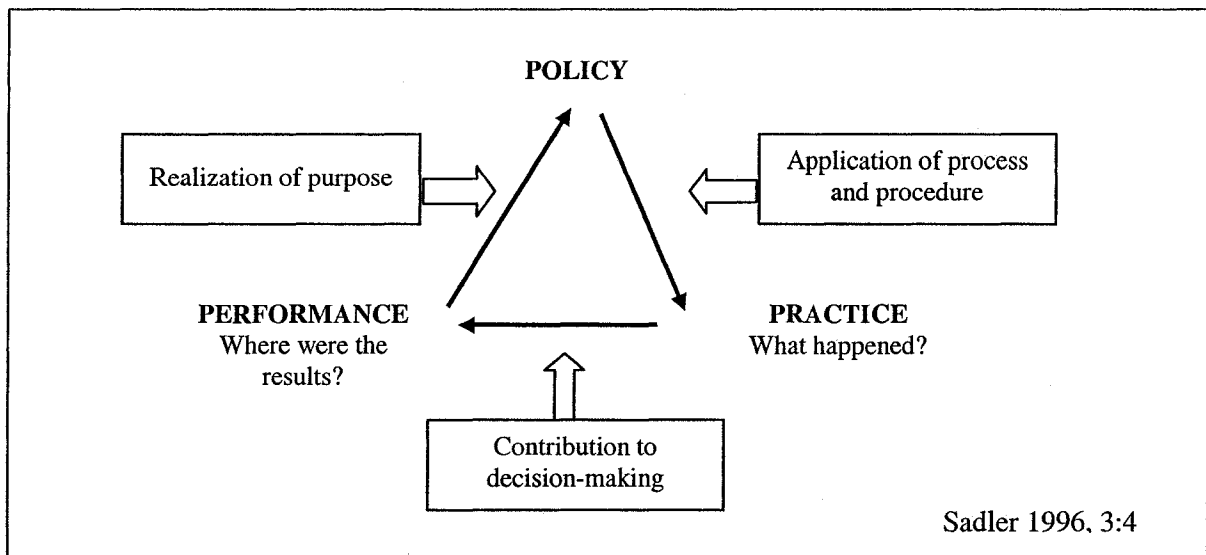 POLICY
Realization of purpose
Application of process
and procedure
PERFORMANCE
Where were the
results?
PRACTICE
What happened?
Contribution to
decision-making
Sadler 1996, 3:4